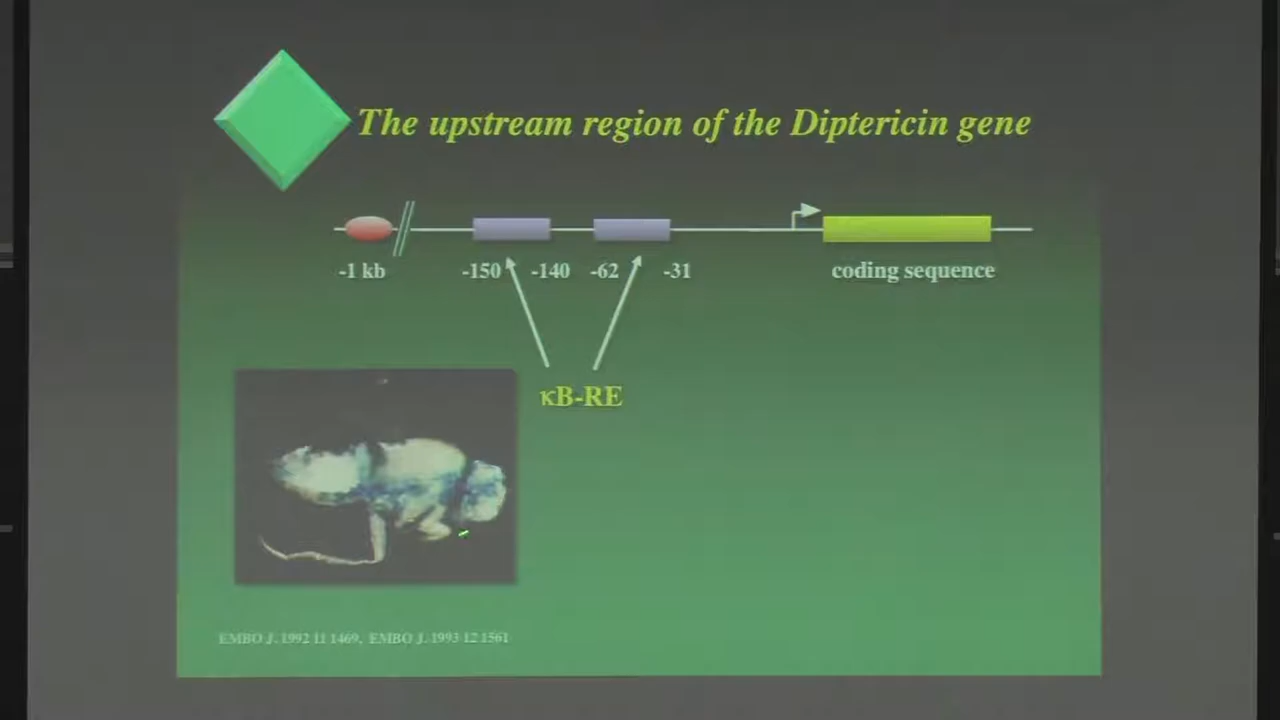 The upstream region of the Diptericin gene
-1 kb -150 -140 -62 -31 coding sequence
κB-RE
EMBO J. 1992 11 1469, EMBO J. 1993 12 1561